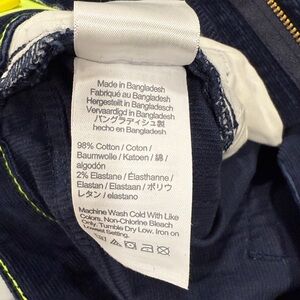 Made in Bangladesh
Fabriqué au Bangladesh
Hergestellt in Bangladesh
Vervaardigd in Bangladesh
バングラディシュ製
hecho en Bangladesh
98% Cotton / Coton /
Baumwolle / Katoen / 綿 /
algodón
2% Elastane / Élasthanne /
Elastan / Elastaan / ポリウ
レタン / elastano
Machine Wash Cold With Like
Colors, Non-Chlorine Bleach
Only, Tumble Dry Low, Iron on
Lowest Setting.